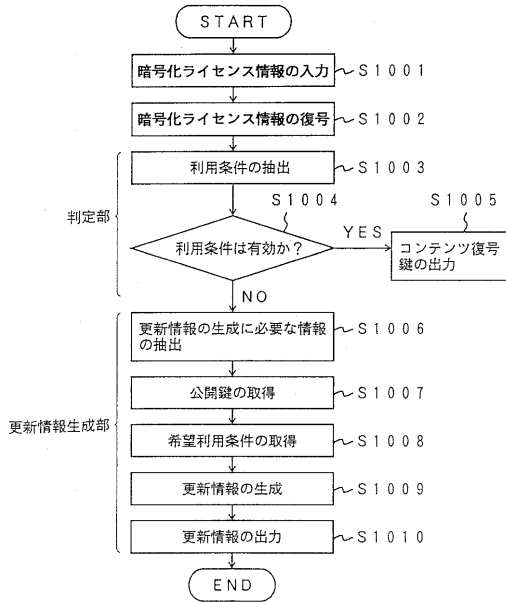 START
暗号化ライセンス情報の入力
S1001
暗号化ライセンス情報の復号
S1002
利用条件の抽出
S1003
判定部
S1004
利用条件は有効か？
YES
S1005
コンテンツ復号
鍵の出力
NO
更新情報の生成に必要な情報
の抽出
S1006
公開鍵の取得
S1007
更新情報生成部
希望利用条件の取得
S1008
更新情報の生成
S1009
更新情報の出力
S1010
END